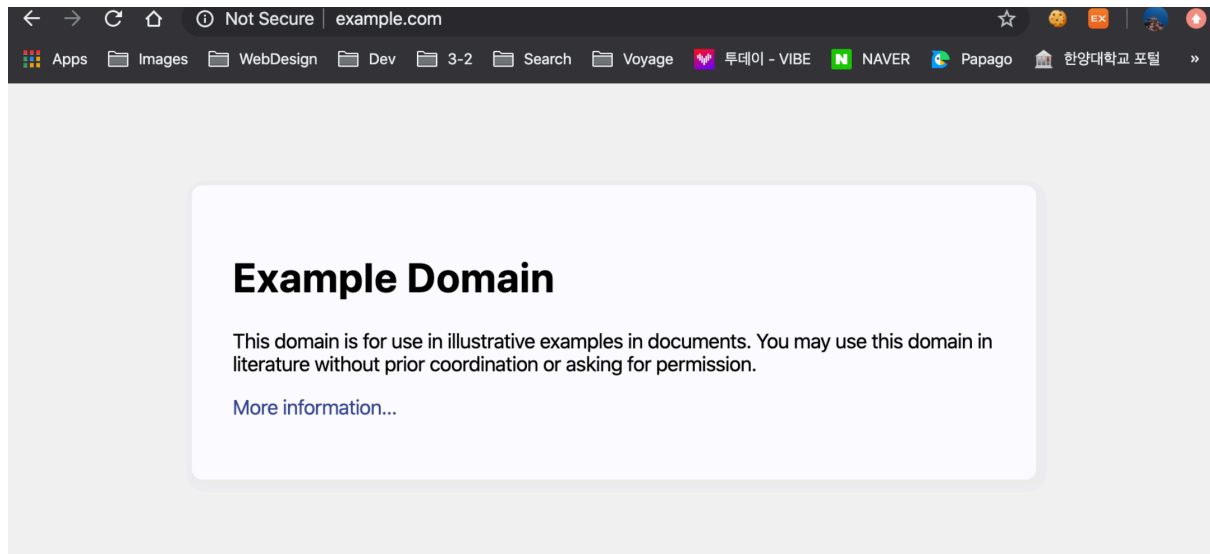 Not Secure example.com EX
Apps Images WebDesign Dev 3-2 Search Voyage 투데이 - VIBE N NAVER Papago 한양대학교 포털 »
Example Domain
This domain is for use in illustrative examples in documents. You may use this domain in
literature without prior coordination or asking for permission.
More information...